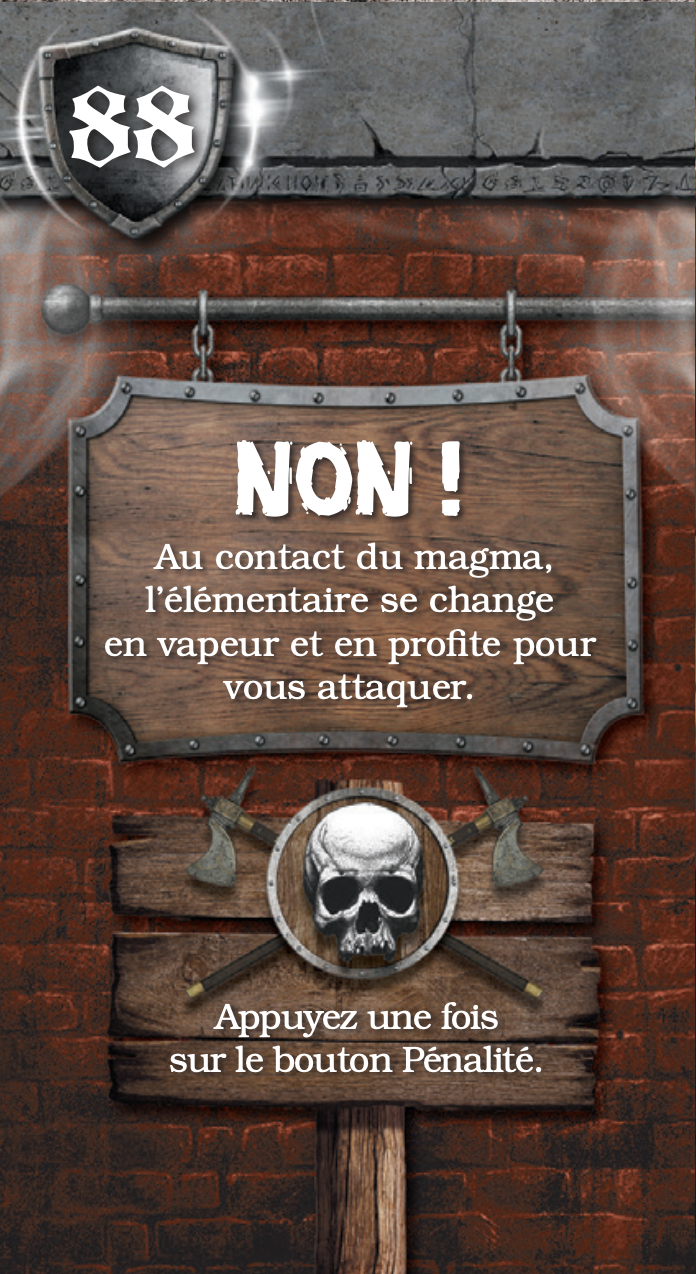 88
NON !
Au contact du magma,
l’élémentaire se change
en vapeur et en profite pour
vous attaquer.
Appuyez une fois
sur le bouton Pénalité.